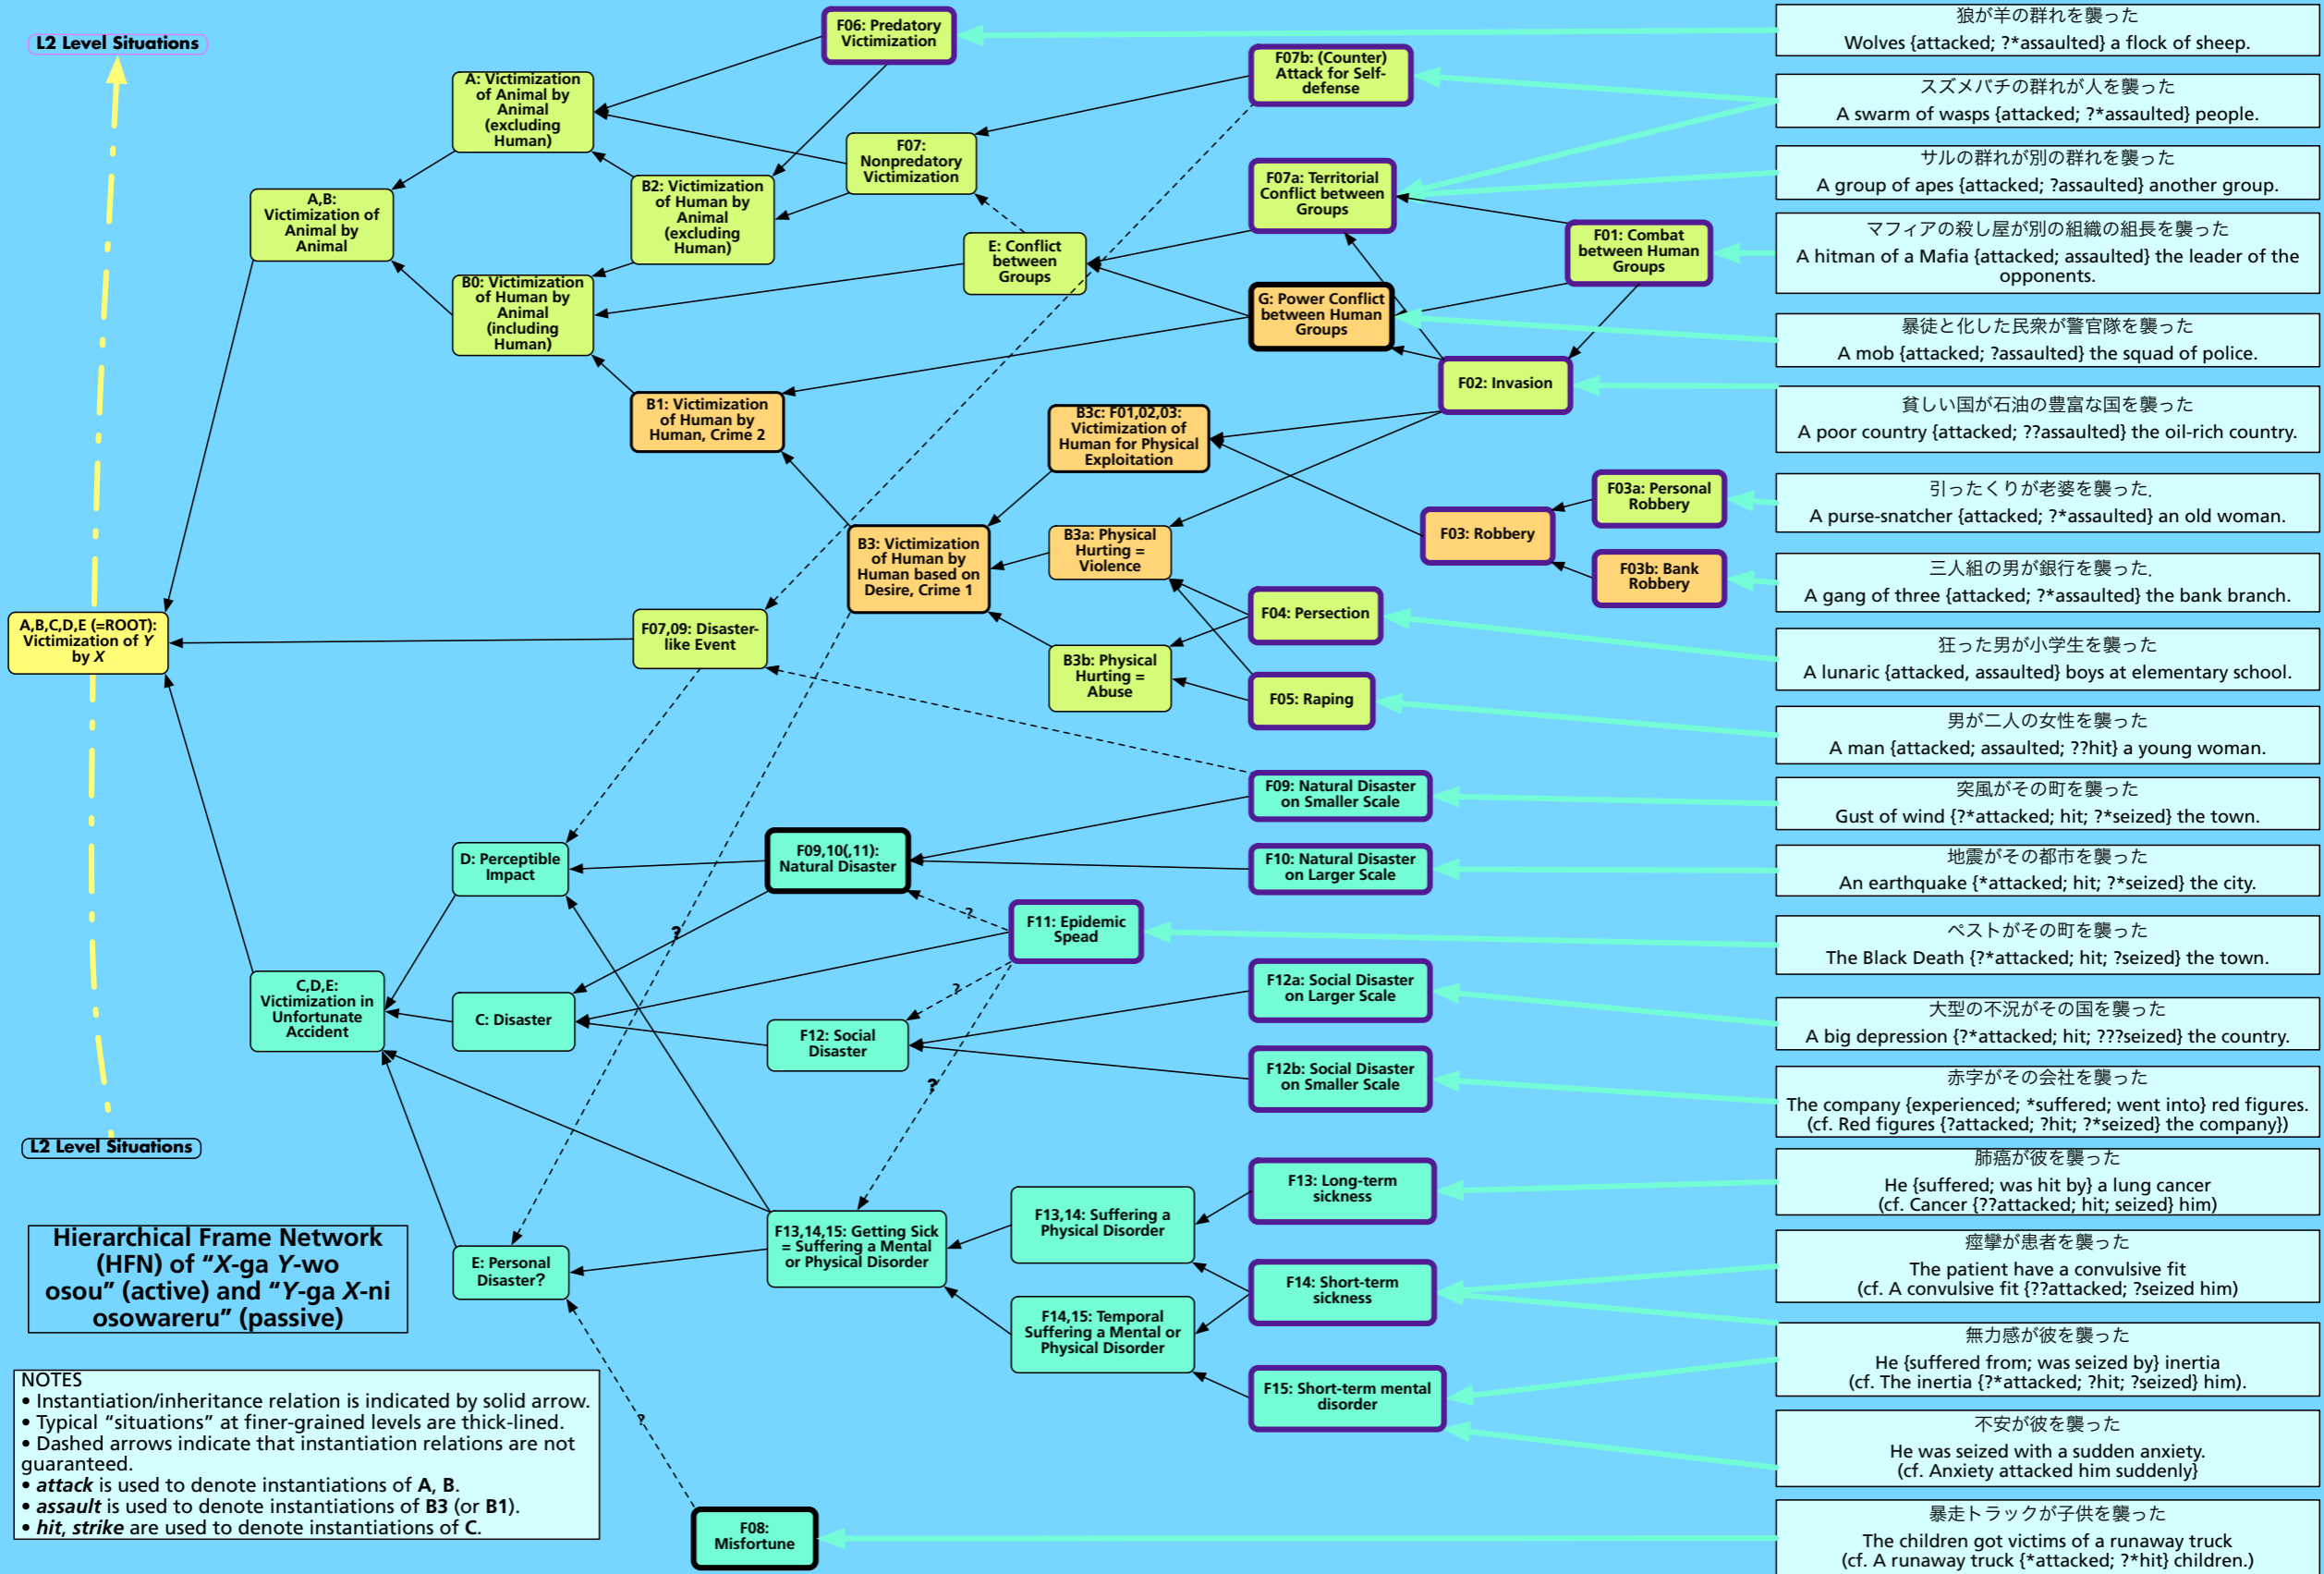 L2 Level Situations
F06: Predatory
Victimization
A: Victimization
of Animal by
Animal
(excluding
Human)
F07b: (Counter)
Attack for Self-
defense
F07:
Nonpredatory
Victimization
A,B:
Victimization of
Animal by
Animal
B2: Victimization
of Human by
Animal
(excluding
Human)
F07a: Territorial
Conflict between
Groups
E: Conflict
between
Groups
F01: Combat
between Human
Groups
B0: Victimization
of Human by
Animal
(including
Human)
G: Power Conflict
between Human
Groups
F02: Invasion
B1: Victimization
of Human by
Human, Crime 2
B3c: F01,02,03:
Victimization of
Human for Physical
Exploitation
F03a: Personal
Robbery
F03: Robbery
F03b: Bank
Robbery
B3: Victimization
of Human by
Human based on
Desire, Crime 1
B3a: Physical
Hurting =
Violence
F04: Persection
B3b: Physical
Hurting =
Abuse
F05: Raping
A,B,C,D,E (=ROOT):
Victimization of Y
by X
F07,09: Disaster-
like Event
F09: Natural Disaster
on Smaller Scale
D: Perceptible
Impact
F09,10(,11):
Natural Disaster
F10: Natural Disaster
on Larger Scale
?
?
F11: Epidemic
Spead
C,D,E:
Victimization in
Unfortunate
Accident
C: Disaster
?
F12: Social
Disaster
F12a: Social Disaster
on Larger Scale
F12b: Social Disaster
on Smaller Scale
?
L2 Level Situations
F13: Long-term
sickness
F13,14: Suffering a
Physical Disorder
F13,14,15: Getting Sick
= Suffering a Mental
or Physical Disorder
E: Personal
Disaster?
F14: Short-term
sickness
F14,15: Temporal
Suffering a Mental or
Physical Disorder
F15: Short-term mental
disorder
?
F08:
Misfortune
Hierarchical Frame Network
(HFN) of “X-ga Y-wo
osou” (active) and “Y-ga X-ni
osowareru” (passive)
NOTES
• Instantiation/inheritance relation is indicated by solid arrow.
• Typical “situations” at finer-grained levels are thick-lined.
• Dashed arrows indicate that instantiation relations are not
guaranteed.
• attack is used to denote instantiations of A, B.
• assault is used to denote instantiations of B3 (or B1).
• hit, strike are used to denote instantiations of C.
狼が羊の群れを襲った
Wolves {attacked; ?*assaulted} a flock of sheep.
スズメバチの群れが人を襲った
A swarm of wasps {attacked; ?*assaulted} people.
サルの群れが別の群れを襲った
A group of apes {attacked; ?assaulted} another group.
マフィアの殺し屋が別の組織の組長を襲った
A hitman of a Mafia {attacked; assaulted} the leader of the
opponents.
暴徒と化した民衆が警官隊を襲った
A mob {attacked; ?assaulted} the squad of police.
貧しい国が石油の豊富な国を襲った
A poor country {attacked; ??assaulted} the oil-rich country.
引ったくりが老婆を襲った.
A purse-snatcher {attacked; ?*assaulted} an old woman.
三人組の男が銀行を襲った.
A gang of three {attacked; ?*assaulted} the bank branch.
狂った男が小学生を襲った
A lunaric {attacked, assaulted} boys at elementary school.
男が二人の女性を襲った
A man {attacked; assaulted; ??hit} a young woman.
突風がその町を襲った
Gust of wind {?*attacked; hit; ?*seized} the town.
地震がその都市を襲った
An earthquake {*attacked; hit; ?*seized} the city.
ペストがその町を襲った
The Black Death {?*attacked; hit; ?seized} the town.
大型の不況がその国を襲った
A big depression {?*attacked; hit; ???seized} the country.
赤字がその会社を襲った
The company {experienced; *suffered; went into} red figures.
(cf. Red figures {?attacked; ?hit; ?*seized} the company})
肺癌が彼を襲った
He {suffered; was hit by} a lung cancer
(cf. Cancer {??attacked; hit; seized} him)
痙攣が患者を襲った
The patient have a convulsive fit
(cf. A convulsive fit {??attacked; ?seized him)
無力感が彼を襲った
He {suffered from; was seized by} inertia
(cf. The inertia {?*attacked; ?hit; ?seized} him).
不安が彼を襲った
He was seized with a sudden anxiety.
(cf. Anxiety attacked him suddenly}
暴走トラックが子供を襲った
The children got victims of a runaway truck
(cf. A runaway truck {*attacked; ?*hit} children.)